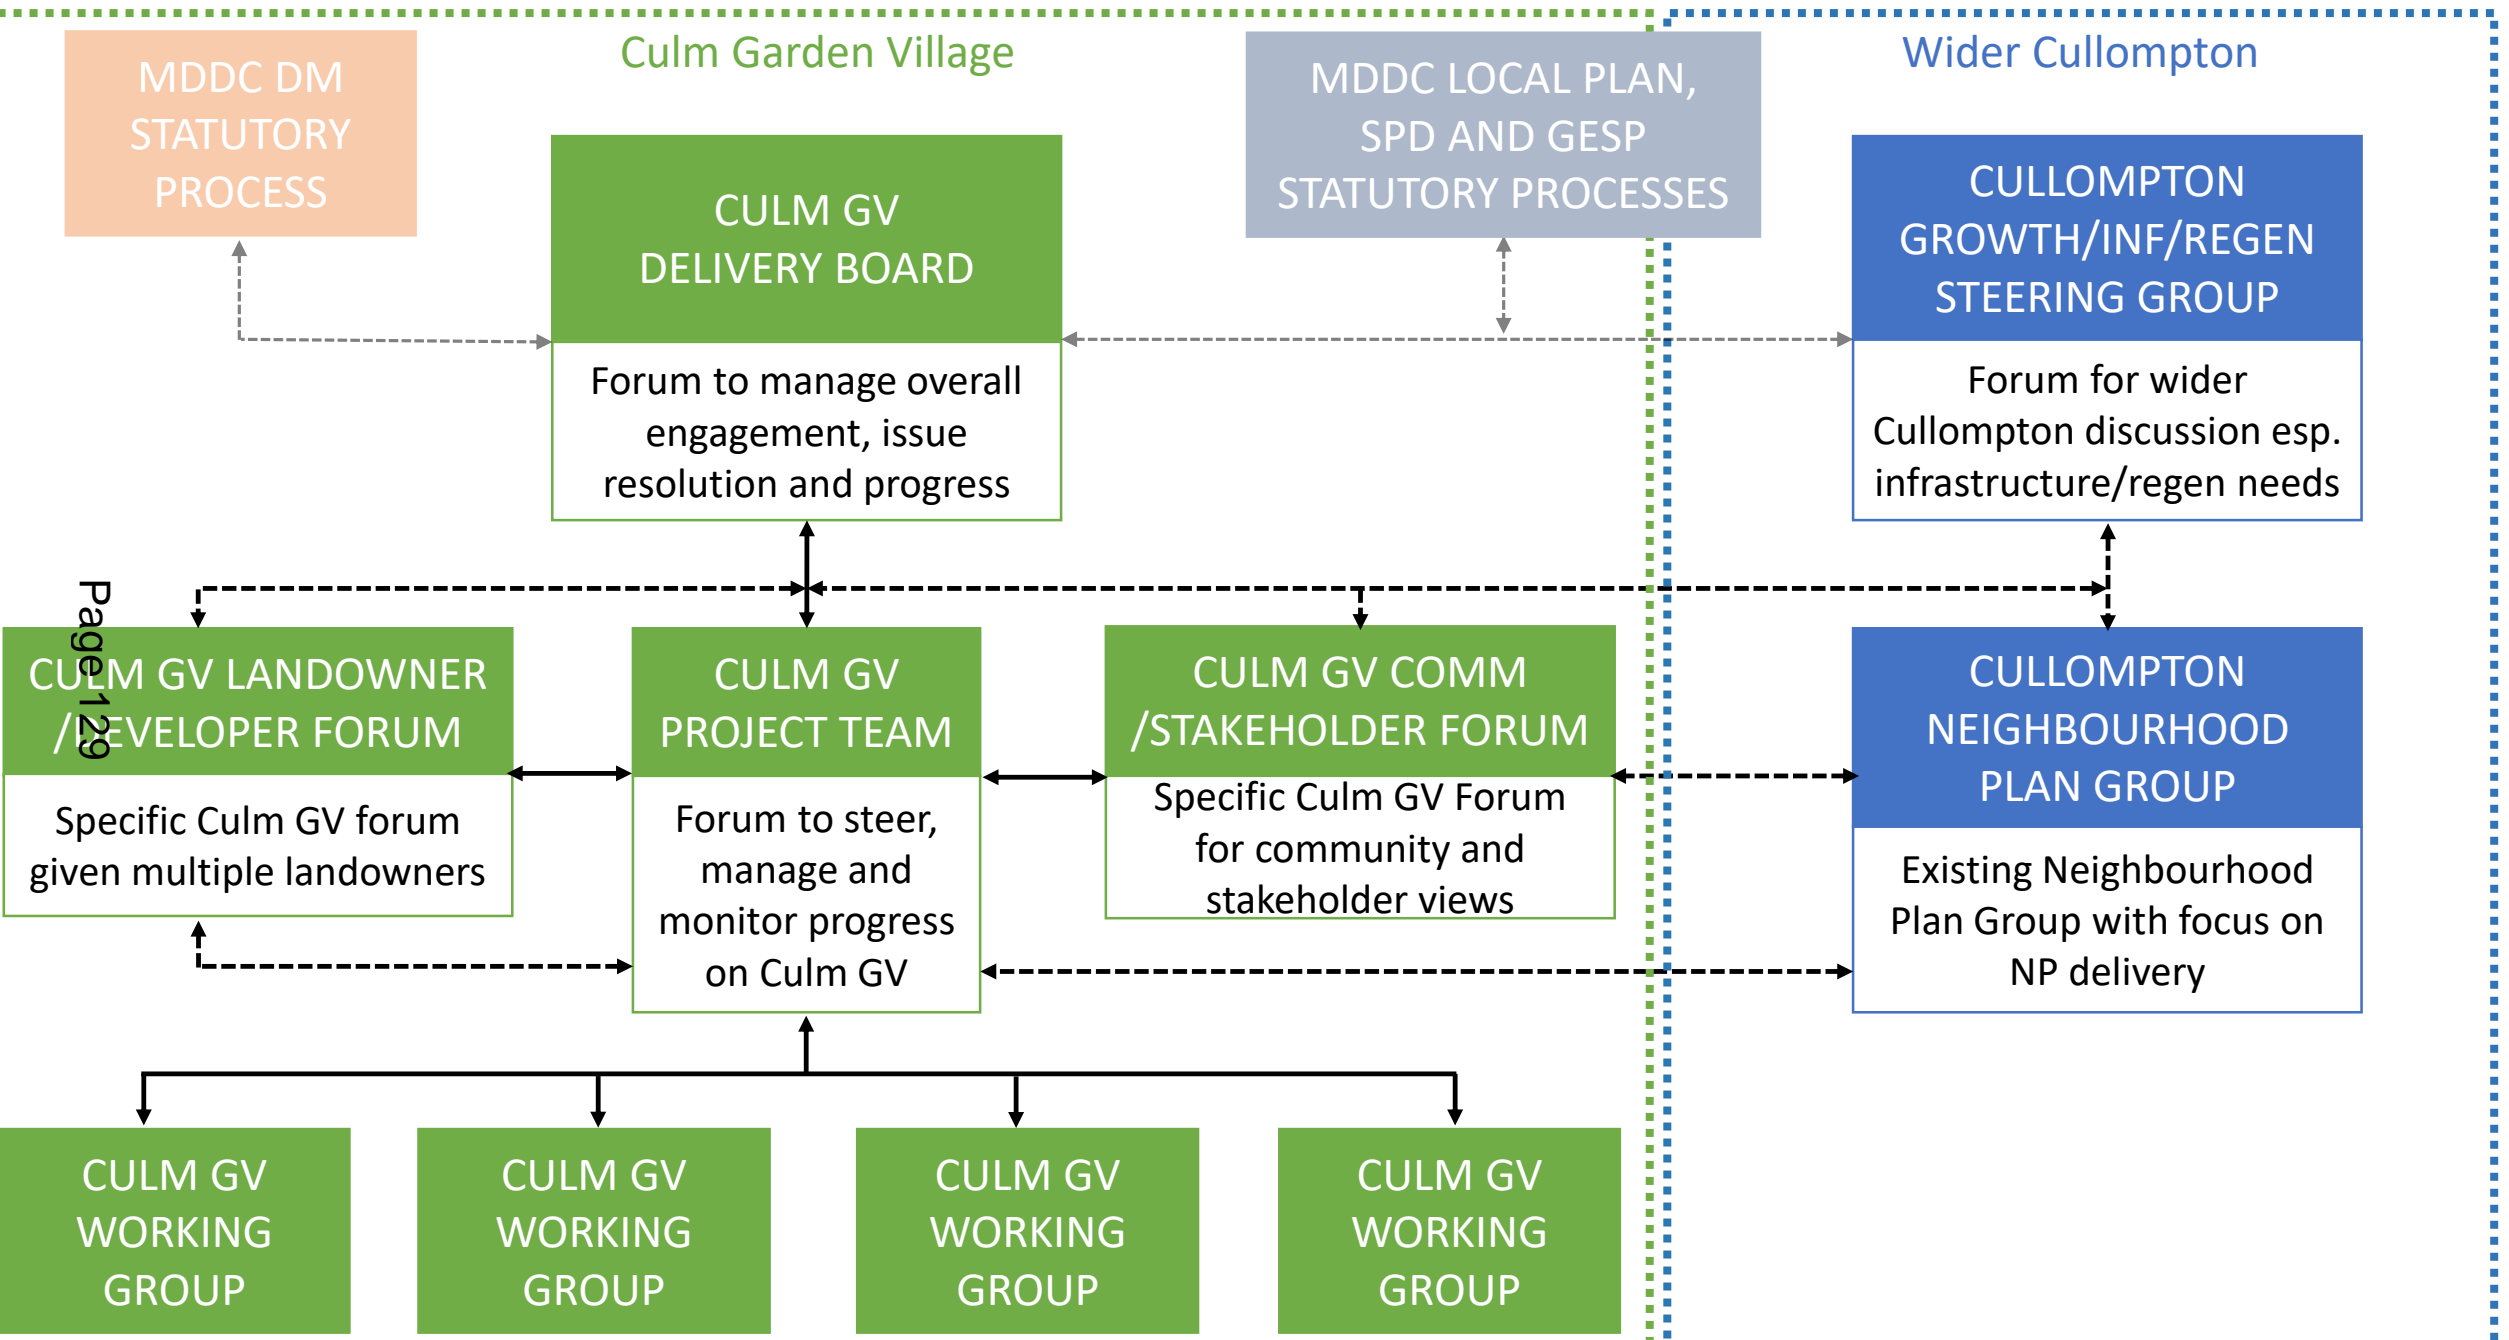 Culm Garden Village
Wider Cullompton
MDDC DM
STATUTORY
PROCESS
MDDC LOCAL PLAN,
SPD AND GESP
STATUTORY PROCESSES
CULM GV
DELIVERY BOARD
Forum to manage overall
engagement, issue
resolution and progress
CULLOMPTON
GROWTH/INF/REGEN
STEERING GROUP
Forum for wider
Cullompton discussion esp.
infrastructure/regen needs
Page 129
CULM GV LANDOWNER
/DEVELOPER FORUM
Specific Culm GV forum
given multiple landowners
CULM GV
PROJECT TEAM
Forum to steer,
manage and
monitor progress
on Culm GV
CULM GV COMM
/STAKEHOLDER FORUM
Specific Culm GV Forum
for community and
stakeholder views
CULLOMPTON
NEIGHBOURHOOD
PLAN GROUP
Existing Neighbourhood
Plan Group with focus on
NP delivery
CULM GV
WORKING
GROUP
CULM GV
WORKING
GROUP
CULM GV
WORKING
GROUP
CULM GV
WORKING
GROUP